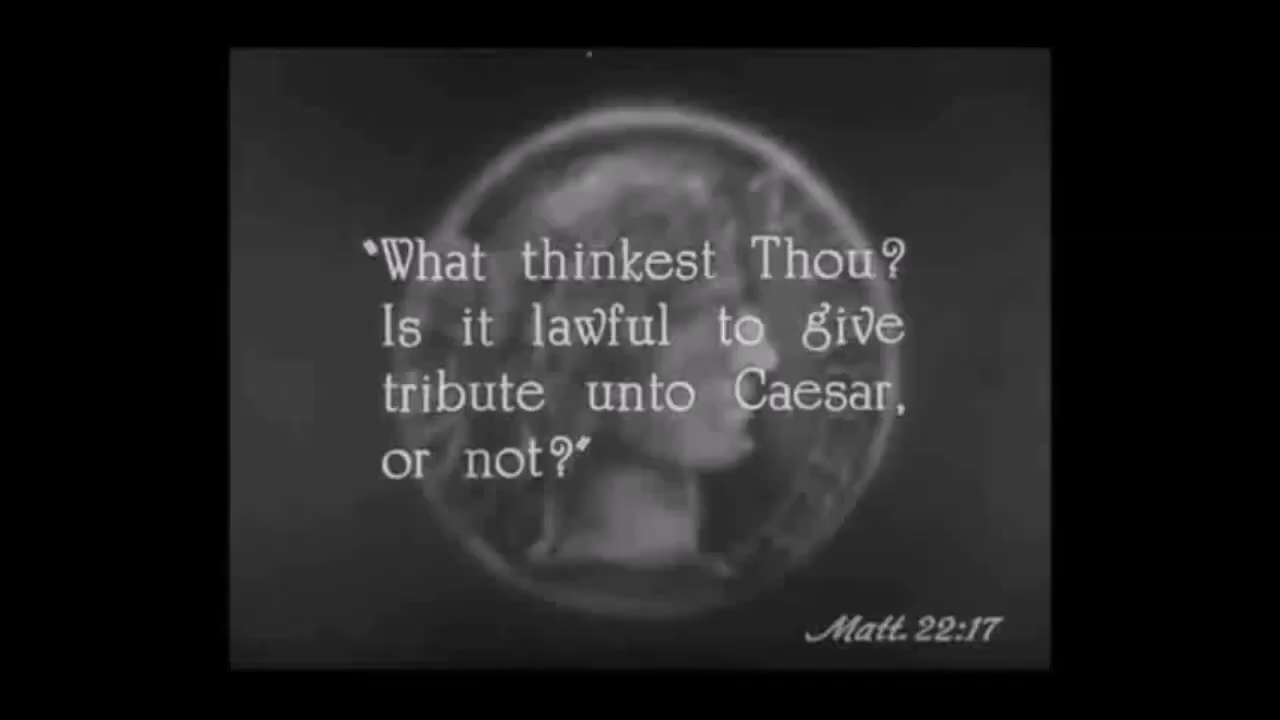 "What thinkest Thou?
Is it lawful to give
tribute unto Caesar,
or not?"
Matt. 22:17